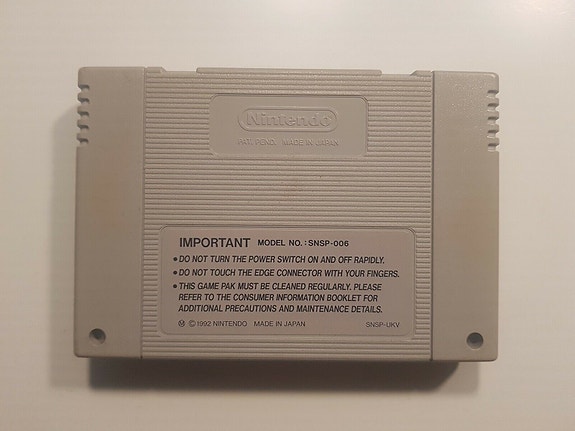 Nintendo
PAT. PEND. MADE IN JAPAN
IMPORTANT MODEL NO.: SNSP-006
• DO NOT TURN THE POWER SWITCH ON AND OFF RAPIDLY.
• DO NOT TOUCH THE EDGE CONNECTOR WITH YOUR FINGERS.
• THIS GAME PAK MUST BE CLEANED REGULARLY. PLEASE
REFER TO THE CONSUMER INFORMATION BOOKLET FOR
ADDITIONAL PRECAUTIONS AND MAINTENANCE DETAILS.
Ⓜ ©1992 NINTENDO MADE IN JAPAN SNSP-UKV